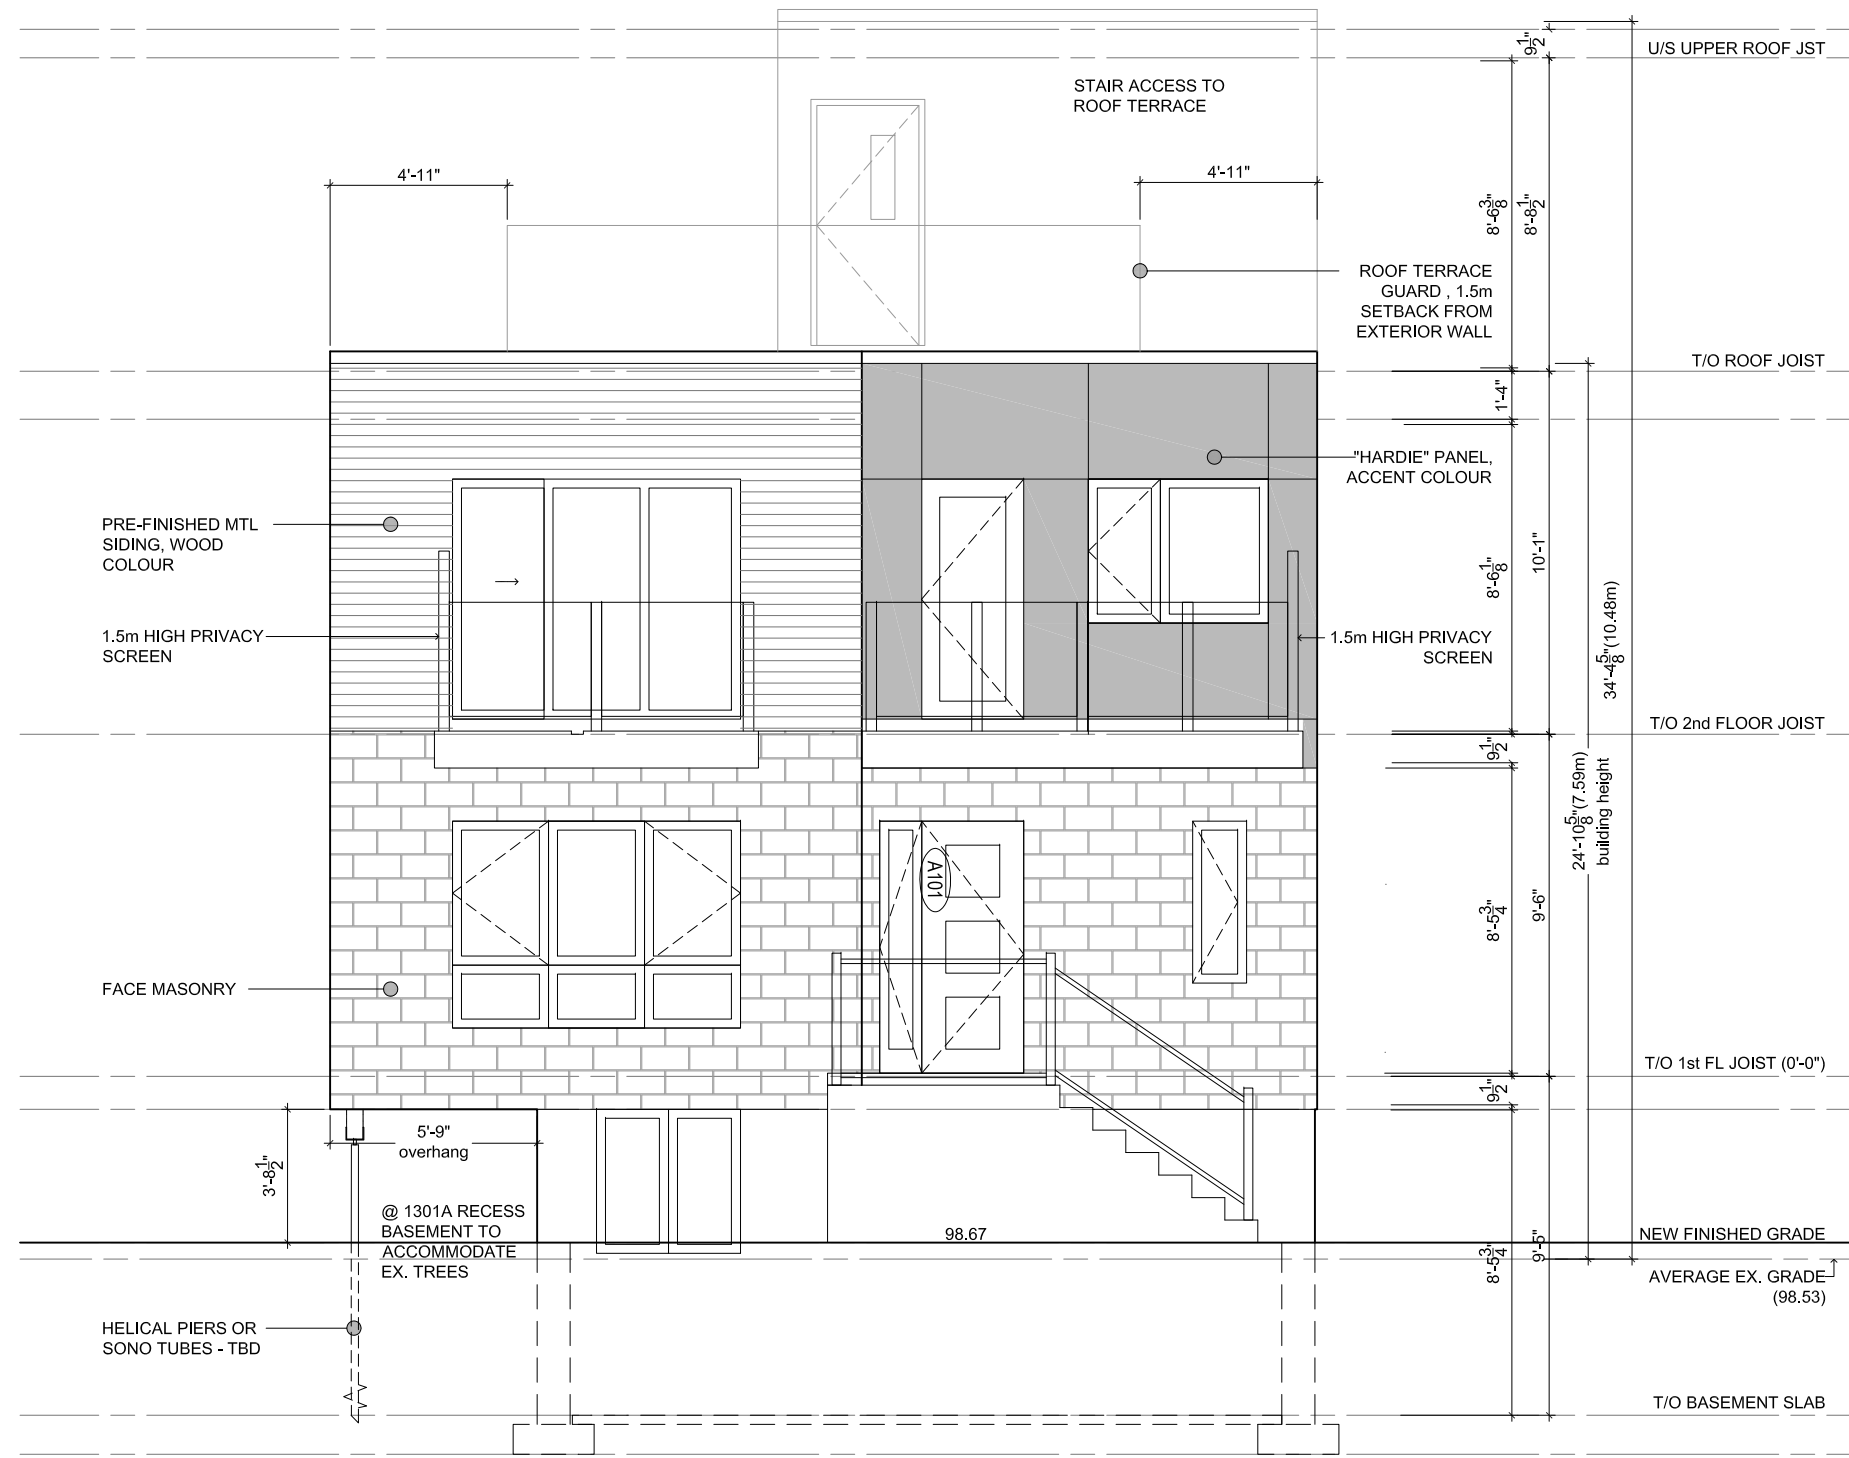 9 1/2"
U/S UPPER ROOF JST
STAIR ACCESS TO
ROOF TERRACE
4'-11"
4'-11"
8'-6 3/8"
8'-8 1/2"
ROOF TERRACE
GUARD , 1.5m
SETBACK FROM
EXTERIOR WALL
T/O ROOF JOIST
1'-4"
"HARDIE" PANEL,
ACCENT COLOUR
PRE-FINISHED MTL
SIDING, WOOD
COLOUR
8'-6 1/8"
10'-1"
1.5m HIGH PRIVACY
SCREEN
1.5m HIGH PRIVACY
SCREEN
34'-4 5/8"(10.48m)
T/O 2nd FLOOR JOIST
9 1/2"
24'-10 5/8"(7.59m)
building height
A101
8'-5 3/4"
9'-6"
FACE MASONRY
T/O 1st FL JOIST (0'-0")
9 1/2"
5'-9"
overhang
3'-8 1/2"
@ 1301A RECESS
BASEMENT TO
ACCOMMODATE
EX. TREES
98.67
NEW FINISHED GRADE
8'-5 3/4"
9'-5"
AVERAGE EX. GRADE
(98.53)
HELICAL PIERS OR
SONO TUBES - TBD
T/O BASEMENT SLAB